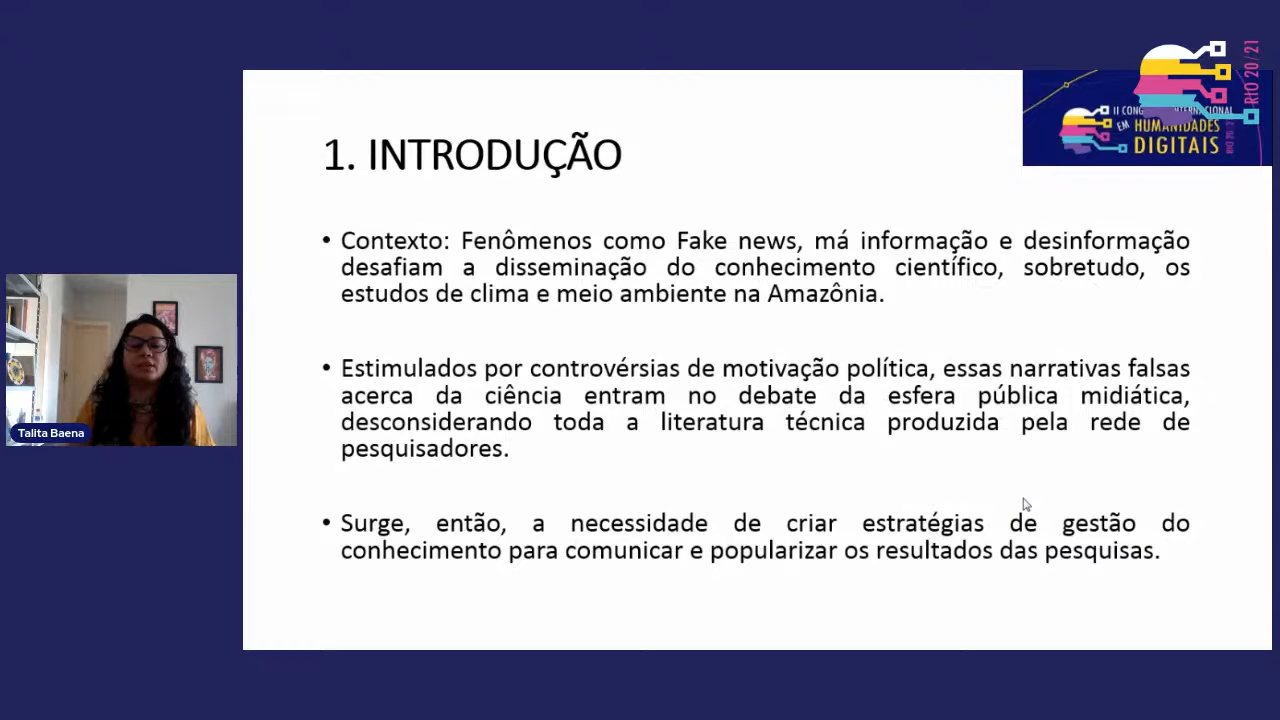 RIO 20/21
II CONG
EM HUMANIDADES
DIGITAIS
1. INTRODUÇÃO
• Contexto: Fenômenos como Fake news, má informação e desinformação
desafiam a disseminação do conhecimento científico, sobretudo, os
estudos de clima e meio ambiente na Amazônia.
• Estimulados por controvérsias de motivação política, essas narrativas falsas
acerca da ciência entram no debate da esfera pública midiática,
desconsiderando toda a literatura técnica produzida pela rede de
pesquisadores.
• Surge, então, a necessidade de criar estratégias de gestão do
conhecimento para comunicar e popularizar os resultados das pesquisas.
Talita Baena